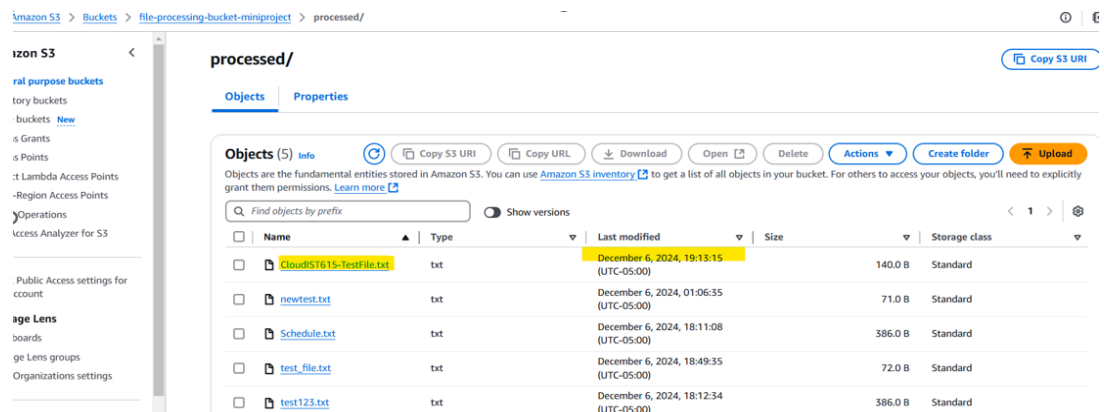 Amazon S3 > Buckets > file-processing-bucket-miniproject > processed/
S3
buckets
buckets
buckets New
Grants
Points
Lambda Access Points
-Region Access Points
Operations
Access Analyzer for S3
Public Access settings for
Lens
Lens groups
Organizations settings
processed/
Copy S3 URI
Objects Properties
Objects (5) Info
Copy S3 URI Copy URL Download Open Delete Actions Create folder Upload
Objects are the fundamental entities stored in Amazon S3. You can use Amazon S3 inventory to get a list of all objects in your bucket. For others to access your objects, you'll need to explicitly
grant them permissions. Learn more
Find objects by prefix Show versions 1
Name Type Last modified Size Storage class
CloudIST615-TestFile.txt txt December 6, 2024, 19:13:15 (UTC-05:00) 140.0 B Standard
newtest.txt txt December 6, 2024, 01:06:35 (UTC-05:00) 71.0 B Standard
Schedule.txt txt December 6, 2024, 18:11:08 (UTC-05:00) 386.0 B Standard
test_file.txt txt December 6, 2024, 18:49:35 (UTC-05:00) 72.0 B Standard
test123.txt txt December 6, 2024, 18:12:34 (UTC-05:00) 386.0 B Standard